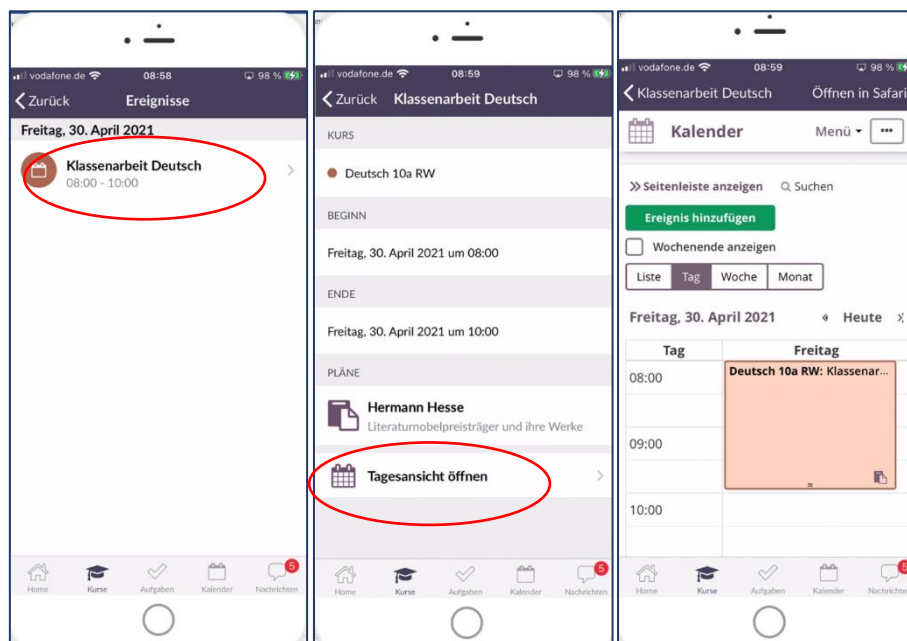 vodafone.de 08:58 98 %
Zurück Ereignisse
Freitag, 30. April 2021
Klassenarbeit Deutsch
08:00 - 10:00
Home Kurse Aufgaben Kalender Nachrichten 5
vodafone.de 08:59 98 %
Zurück Klassenarbeit Deutsch
KURS
Deutsch 10a RW
BEGINN
Freitag, 30. April 2021 um 08:00
ENDE
Freitag, 30. April 2021 um 10:00
PLÄNE
Hermann Hesse
Literaturnobelpreisträger und ihre Werke
Tagesansicht öffnen
Home Kurse Aufgaben Kalender Nachrichten 5
vodafone.de 08:59 98 %
Klassenarbeit Deutsch Öffnen in Safari
Kalender Menü
Seitenleiste anzeigen Suchen
Ereignis hinzufügen
Wochenende anzeigen
Liste Tag Woche Monat
Freitag, 30. April 2021 Heute
Tag Freitag
08:00 Deutsch 10a RW: Klassenar...
09:00
10:00
Home Kurse Aufgaben Kalender Nachrichten 5